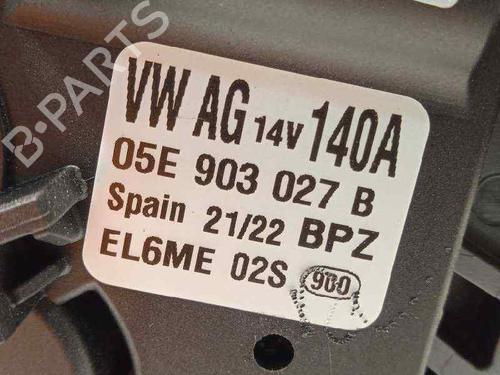 B-PARTS
VW AG 14V 140A
05E 903 027 B
Spain 21/22 BPZ
EL6ME 02S 900